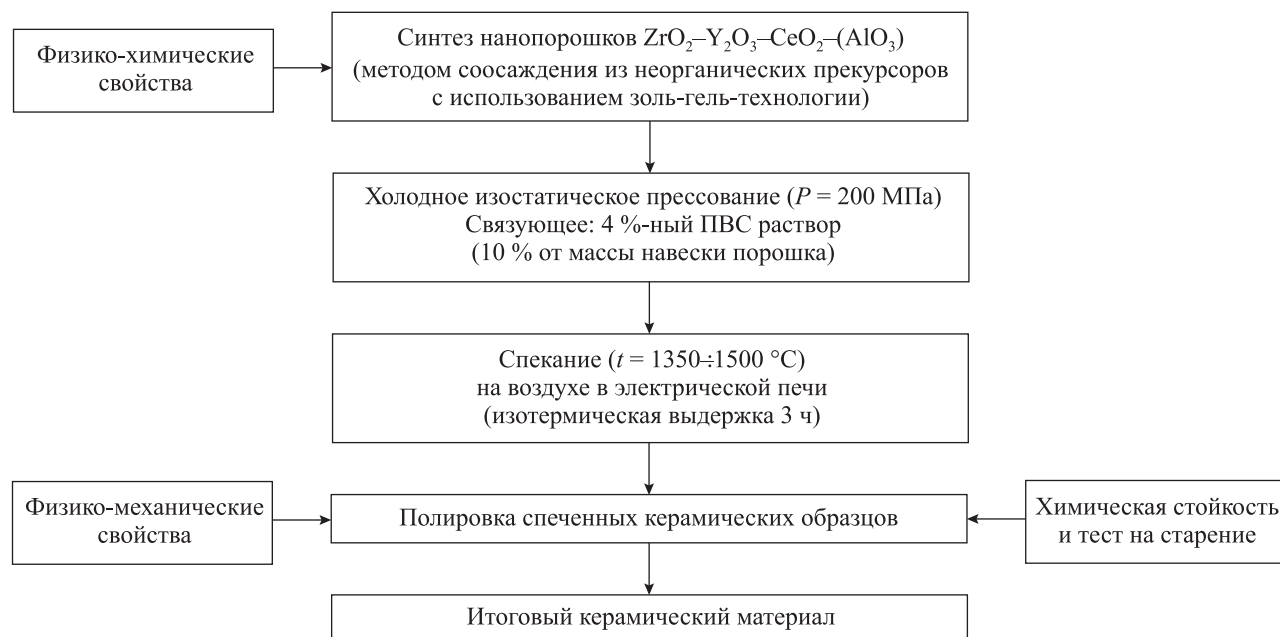 Физико-химические
свойства
Синтез нанопорошков ZrO₂–Y₂O₃–CeO₂–(AlO₃)
(методом соосаждения из неорганических прекурсоров
с использованием золь-гель-технологии)
Холодное изостатическое прессование (P = 200 МПа)
Связующее: 4 %-ный ПВС раствор
(10 % от массы навески порошка)
Спекание (t = 1350÷1500 °C)
на воздухе в электрической печи
(изотермическая выдержка 3 ч)
Физико-механические
свойства
Полировка спеченных керамических образцов
Химическая стойкость
и тест на старение
Итоговый керамический материал